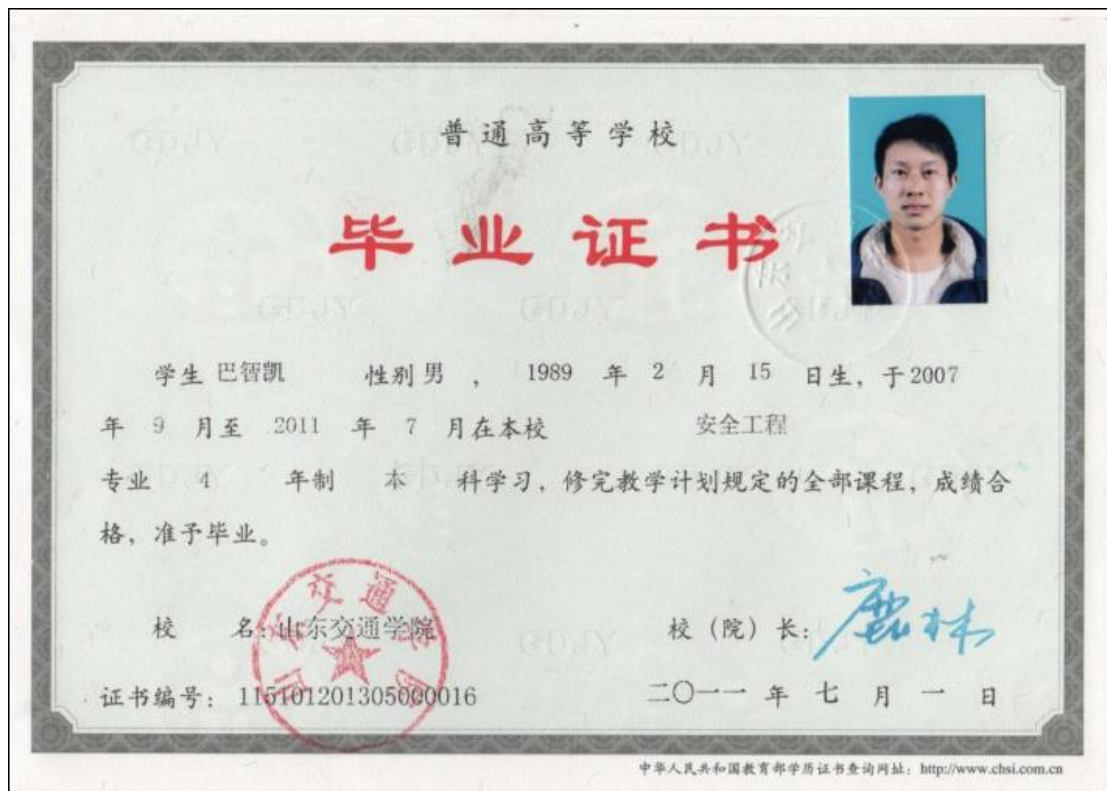 普通高等学校
毕业证书
学生 巴智凯 性别 男 ， 1989 年 2 月 15 日生，于2007
年 9 月至 2011 年 7 月在本校 安全工程
专业 4 年制 本 科学习，修完教学计划规定的全部课程，成绩合
格，准予毕业。
校 名：山东交通学院
校（院）长：鹿林
证书编号： 115101201305000016
二〇一一 年 七 月 一 日
中华人民共和国教育部学历证书查询网址：http://www.chsi.com.cn